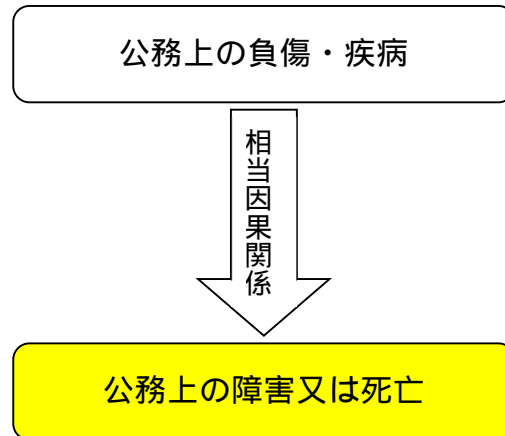 公務上の負傷・疾病
相当因果関係
公務上の障害又は死亡